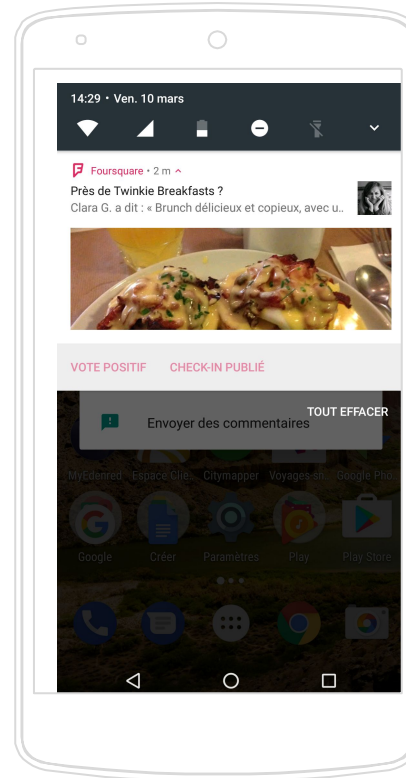 14:29 • Ven. 10 mars
Foursquare • 2 m
Près de Twinkie Breakfasts ?
Clara G. a dit : « Brunch délicieux et copieux, avec u..
VOTE POSITIF CHECK-IN PUBLIÉ
TOUT EFFACER
Envoyer des commentaires
MyEdenred Espace Clie.. Citymapper Voyages-sn.. Google Pho
Google Créer Paramètres Play Play Store